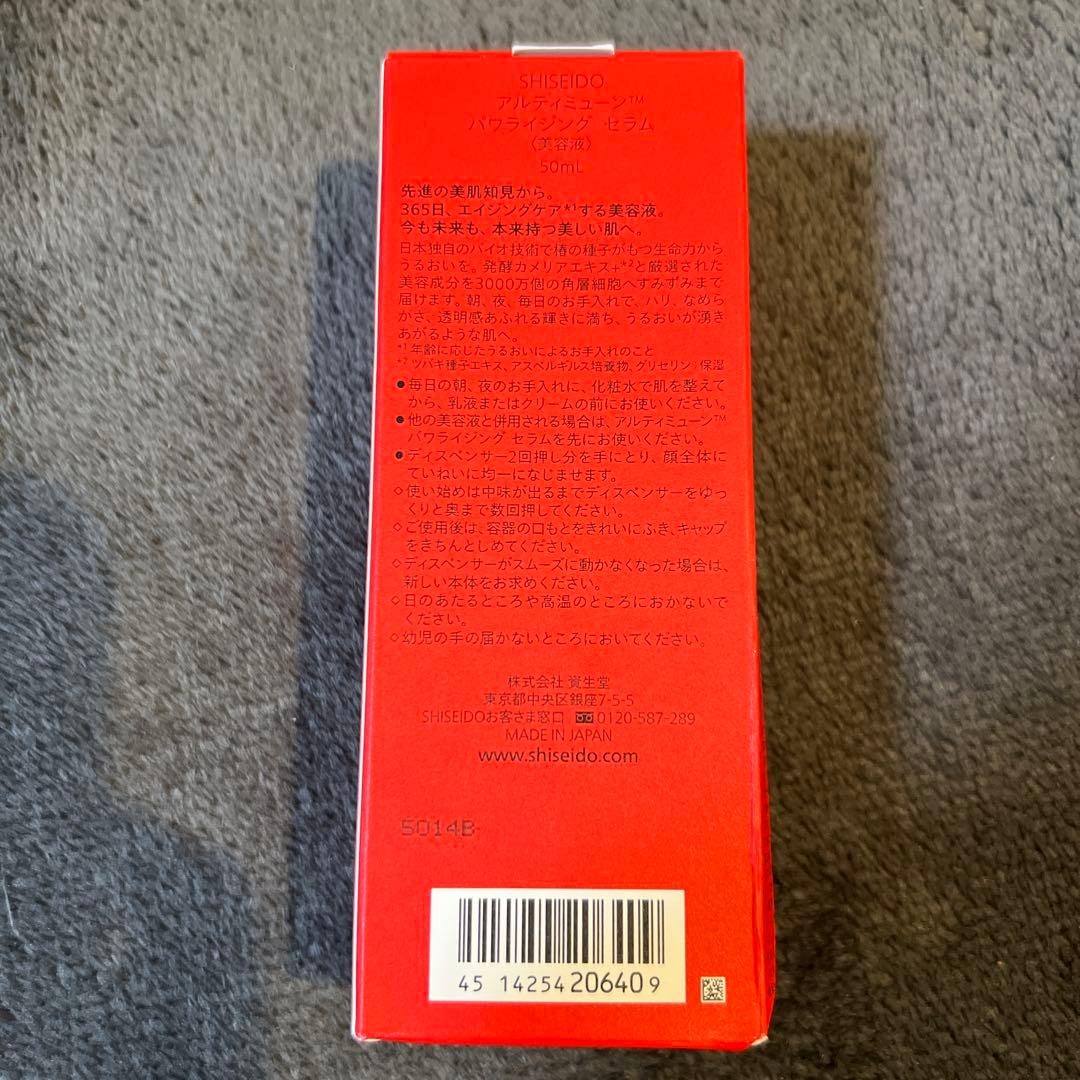 SHISEIDO
アルティミューン™
パワライジング セラム
〈美容液〉
50mL
先進の美肌知見から。
365日、エイジングケア*1する美容液。
今も未来も、本来持つ美しい肌へ。
日本独自のバイオ技術で椿の種子がもつ生命力から
うるおいを。発酵カメリアエキス+*2と厳選された
美容成分を3000万個の角層細胞へすみずみまで
届けます。朝、夜、毎日のお手入れで、ハリ、なめら
かさ、透明感あふれる輝きに満ち、うるおいが湧き
あがるような肌へ。
*1 年齢に応じたうるおいによるお手入れのこと
*2 ツバキ種子エキス、アスペルギルス培養物、グリセリン:保湿
●毎日の朝、夜のお手入れに、化粧水で肌を整えて
から、乳液またはクリームの前にお使いください。
●他の美容液と併用される場合は、アルティミューン™
パワライジング セラムを先にお使いください。
●ディスペンサー2回押し分を手にとり、顔全体に
ていねいに均一になじませます。
◇使い始めは中味が出るまでディスペンサーをゆっ
くりと奥まで数回押してください。
◇ご使用後は、容器の口もとをきれいにふき、キャップ
をきちんとしめてください。
◇ディスペンサーがスムーズに動かなくなった場合は、
新しい本体をお求めください。
◇日のあたるところや高温のところにおかないで
ください。
◇幼児の手の届かないところにおいてください。
株式会社 資生堂
東京都中央区銀座7-5-5
SHISEIDOお客さま窓口 0120-587-289
MADE IN JAPAN
www.shiseido.com
5014B
45 14254 20640 9